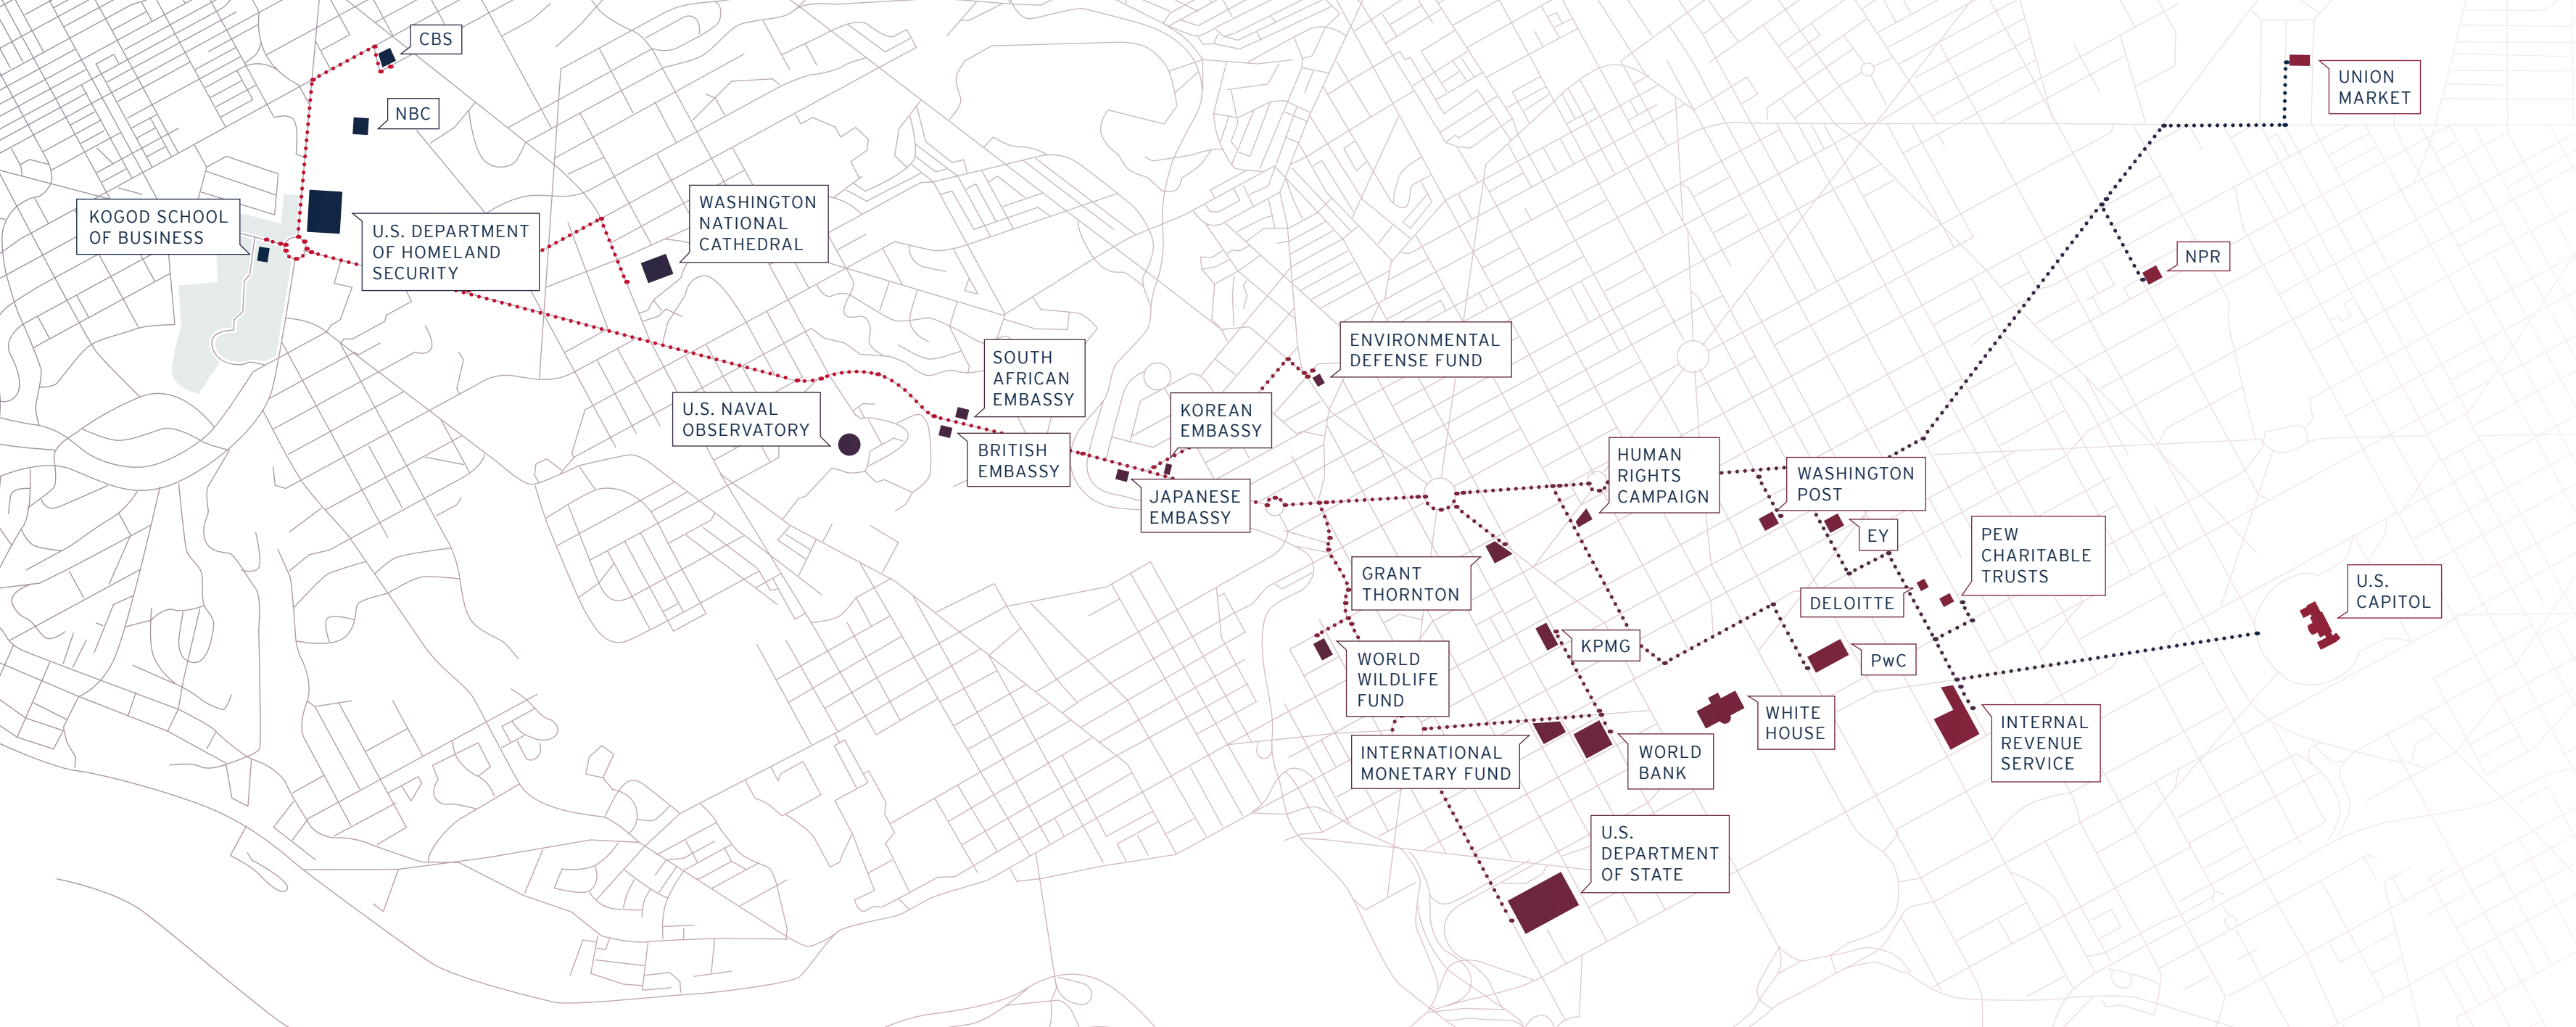 CBS
NBC
KOGOD SCHOOL
OF BUSINESS
U.S. DEPARTMENT
OF HOMELAND
SECURITY
WASHINGTON
NATIONAL
CATHEDRAL
U.S. NAVAL
OBSERVATORY
SOUTH
AFRICAN
EMBASSY
BRITISH
EMBASSY
KOREAN
EMBASSY
JAPANESE
EMBASSY
ENVIRONMENTAL
DEFENSE FUND
GRANT
THORNTON
WORLD
WILDLIFE
FUND
INTERNATIONAL
MONETARY FUND
KPMG
WORLD
BANK
U.S.
DEPARTMENT
OF STATE
HUMAN
RIGHTS
CAMPAIGN
WASHINGTON
POST
EY
DELOITTE
PwC
WHITE
HOUSE
PEW
CHARITABLE
TRUSTS
INTERNAL
REVENUE
SERVICE
U.S.
CAPITOL
NPR
UNION
MARKET